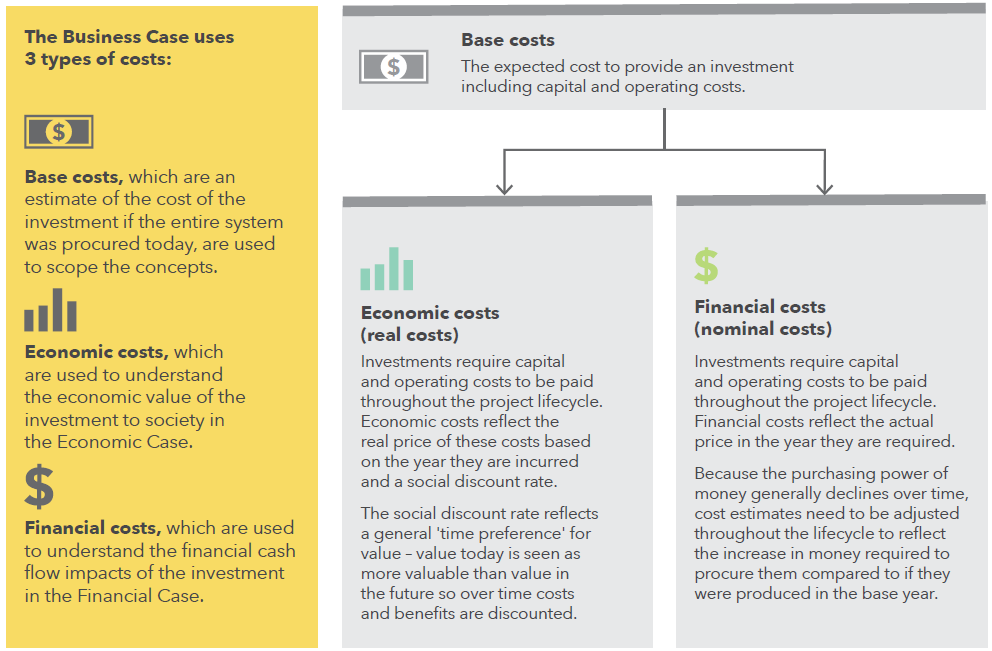 The Business Case uses
3 types of costs:
$
Base costs, which are an
estimate of the cost of the
investment if the entire system
was procured today, are used
to scope the concepts.
Economic costs, which
are used to understand
the economic value of the
investment to society in
the Economic Case.
$
Financial costs, which are used
to understand the financial cash
flow impacts of the investment
in the Financial Case.
$
Base costs
The expected cost to provide an investment
including capital and operating costs.
Economic costs
(real costs)
Investments require capital
and operating costs to be paid
throughout the project lifecycle.
Economic costs reflect the
real price of these costs based
on the year they are incurred
and a social discount rate.
The social discount rate reflects
a general 'time preference' for
value – value today is seen as
more valuable than value in
the future so over time costs
and benefits are discounted.
$
Financial costs
(nominal costs)
Investments require capital
and operating costs to be paid
throughout the project lifecycle.
Financial costs reflect the actual
price in the year they are required.
Because the purchasing power of
money generally declines over time,
cost estimates need to be adjusted
throughout the lifecycle to reflect
the increase in money required to
procure them compared to if they
were produced in the base year.